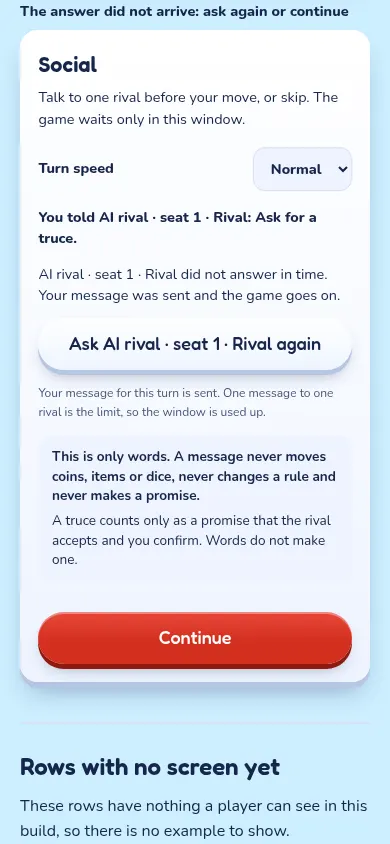 The answer did not arrive: ask again or continue
Social
Talk to one rival before your move, or skip. The
game waits only in this window.
Turn speed
Normal
You told AI rival · seat 1 · Rival: Ask for a
truce.
AI rival · seat 1 · Rival did not answer in time.
Your message was sent and the game goes on.
Ask AI rival · seat 1 · Rival again
Your message for this turn is sent. One message to one
rival is the limit, so the window is used up.
This is only words. A message never moves
coins, items or dice, never changes a rule and
never makes a promise.
A truce counts only as a promise that the rival
accepts and you confirm. Words do not make
one.
Continue
Rows with no screen yet
These rows have nothing a player can see in this
build, so there is no example to show.